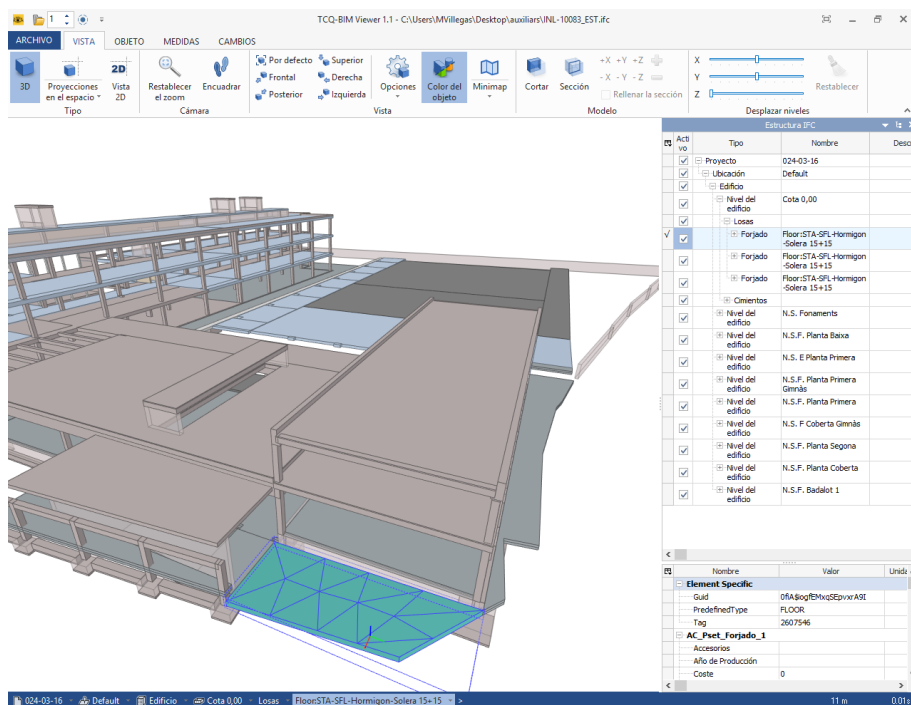 1
TCQ-BIM Viewer 1.1 - C:\Users\MVillegas\Desktop\auxiliars\INL-10083_EST.ifc
ARCHIVO VISTA OBJETO MEDIDAS CAMBIOS
3D
Proyecciones
en el espacio
2D
Vista
2D
Tipo
Restablecer
el zoom
Encuadrar
Cámara
Por defecto Superior
Frontal Derecha
Posterior Izquierda
Opciones
Color del
objeto
Minimap
Vista
Cortar
Sección
+X +Y +Z
-X -Y -Z
Rellenar la sección
Modelo
X
Y
Z
Restablecer
Desplazar niveles
Estructura IFC
Acti
vo
Tipo Nombre Descr
Proyecto 024-03-16
Ubicación Default
Edificio
Nivel del Cota 0,00
edificio
Losas
Forjado Floor:STA-SFL-Hormigon
-Solera 15+15
Forjado Floor:STA-SFL-Hormigon
-Solera 15+15
Forjado Floor:STA-SFL-Hormigon
-Solera 15+15
Cimientos
Nivel del N.S. Fonaments
edificio
Nivel del N.S.F. Planta Baixa
edificio
Nivel del N.S. E Planta Primera
edificio
Nivel del N.S.F. Planta Primera
edificio Gimnàs
Nivel del N.S.F. Planta Primera
edificio
Nivel del N.S. F Coberta Gimnàs
edificio
Nivel del N.S.F. Planta Segona
edificio
Nivel del N.S.F. Planta Coberta
edificio
Nivel del N.S.F. Badalot 1
edificio
Nombre Valor Unida
Element Specific
Guid
PredefinedType FLOOR
Tag 2607546
AC_Pset_Forjado_1
Accesorios
Año de Producción
Coste 0
024-03-16 Default Edificio Cota 0,00 Losas Floor:STA-SFL-Hormigon-Solera 15+15 > 11 m 0.01s